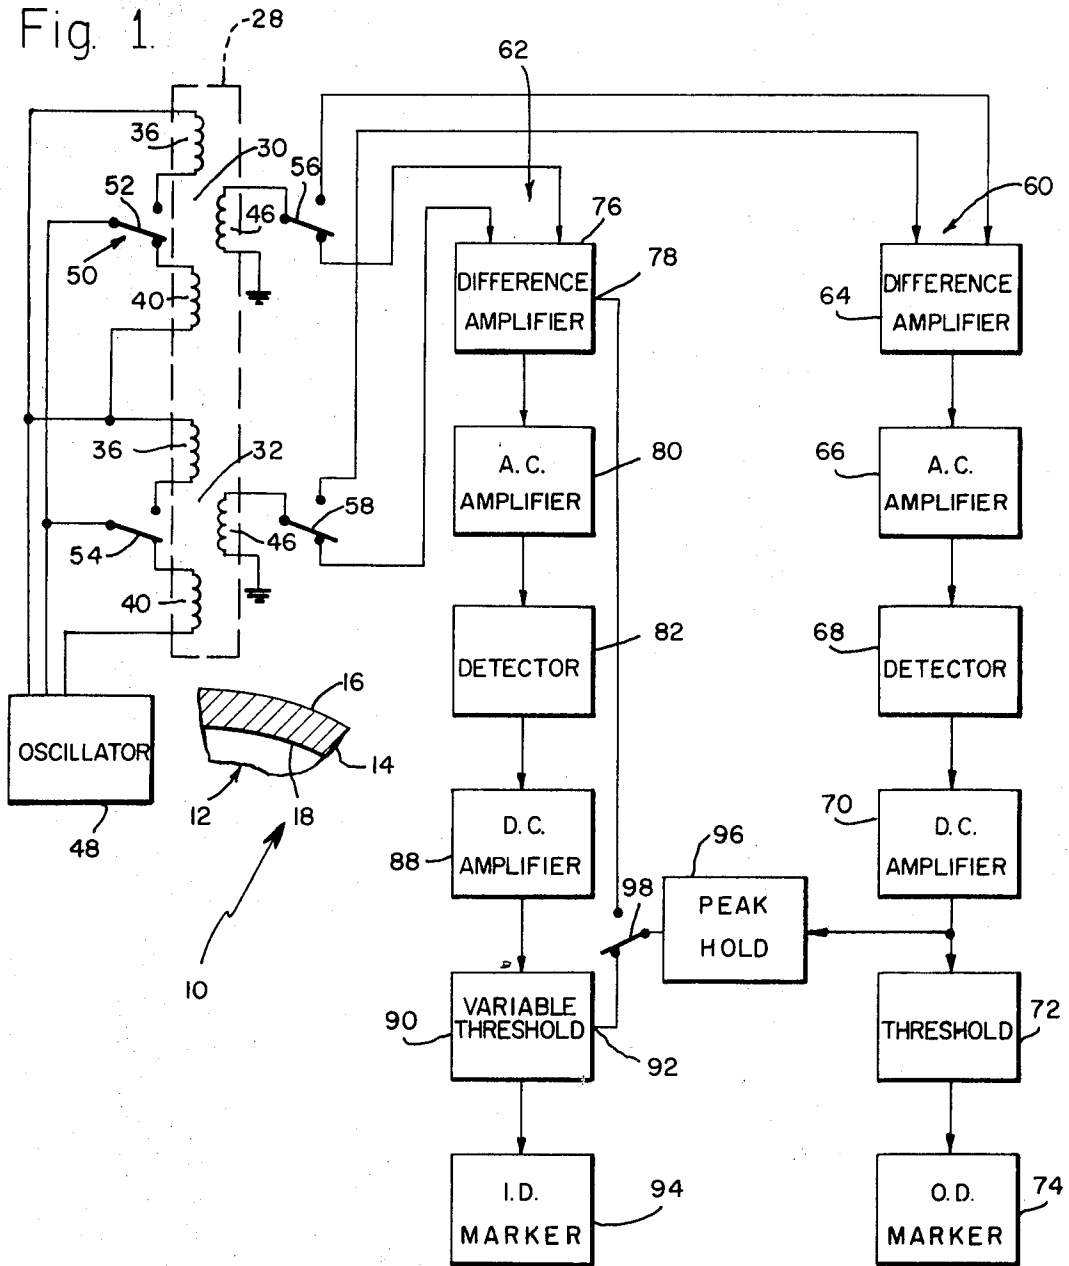 Fig. 1.
28
62
36
30
56
52
60
46
76
50
78
DIFFERENCE
AMPLIFIER
64
DIFFERENCE
AMPLIFIER
40
36
32
80
66
A.C.
AMPLIFIER
A.C.
AMPLIFIER
58
54
46
40
82
68
DETECTOR
DETECTOR
16
OSCILLATOR
14
12
18
48
70
D.C.
AMPLIFIER
88
D.C.
AMPLIFIER
96
98
PEAK
HOLD
10
90
VARIABLE
THRESHOLD
THRESHOLD
72
92
I.D.
MARKER
94
O.D.
MARKER
74